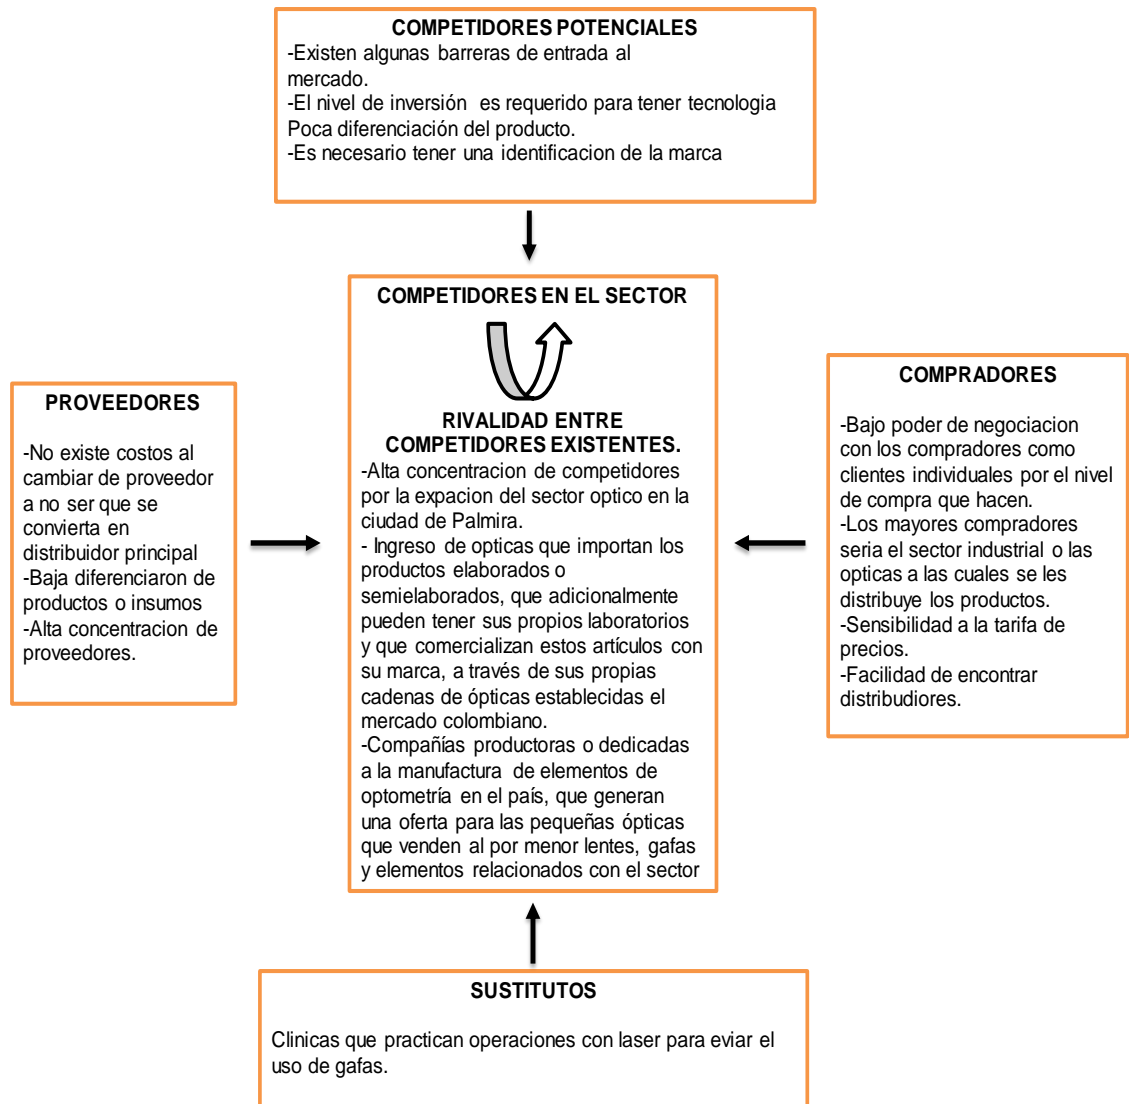 COMPETIDORES POTENCIALES
-Existen algunas barreras de entrada al
mercado.
-El nivel de inversión es requerido para tener tecnologia
Poca diferenciación del producto.
-Es necesario tener una identificacion de la marca
COMPETIDORES EN EL SECTOR
RIVALIDAD ENTRE
COMPETIDORES EXISTENTES.
-Alta concentracion de competidores
por la expacion del sector optico en la
ciudad de Palmira.
- Ingreso de opticas que importan los
productos elaborados o
semielaborados, que adicionalmente
pueden tener sus propios laboratorios
y que comercializan estos artículos con
su marca, a través de sus propias
cadenas de ópticas establecidas el
mercado colombiano.
-Compañías productoras o dedicadas
a la manufactura de elementos de
optometría en el país, que generan
una oferta para las pequeñas ópticas
que venden al por menor lentes, gafas
y elementos relacionados con el sector
PROVEEDORES
-No existe costos al
cambiar de proveedor
a no ser que se
convierta en
distribuidor principal
-Baja diferenciaron de
productos o insumos
-Alta concentracion de
proveedores.
COMPRADORES
-Bajo poder de negociacion
con los compradores como
clientes individuales por el nivel
de compra que hacen.
-Los mayores compradores
seria el sector industrial o las
opticas a las cuales se les
distribuye los productos.
-Sensibilidad a la tarifa de
precios.
-Facilidad de encontrar
distribudiores.
SUSTITUTOS
Clinicas que practican operaciones con laser para eviar el
uso de gafas.